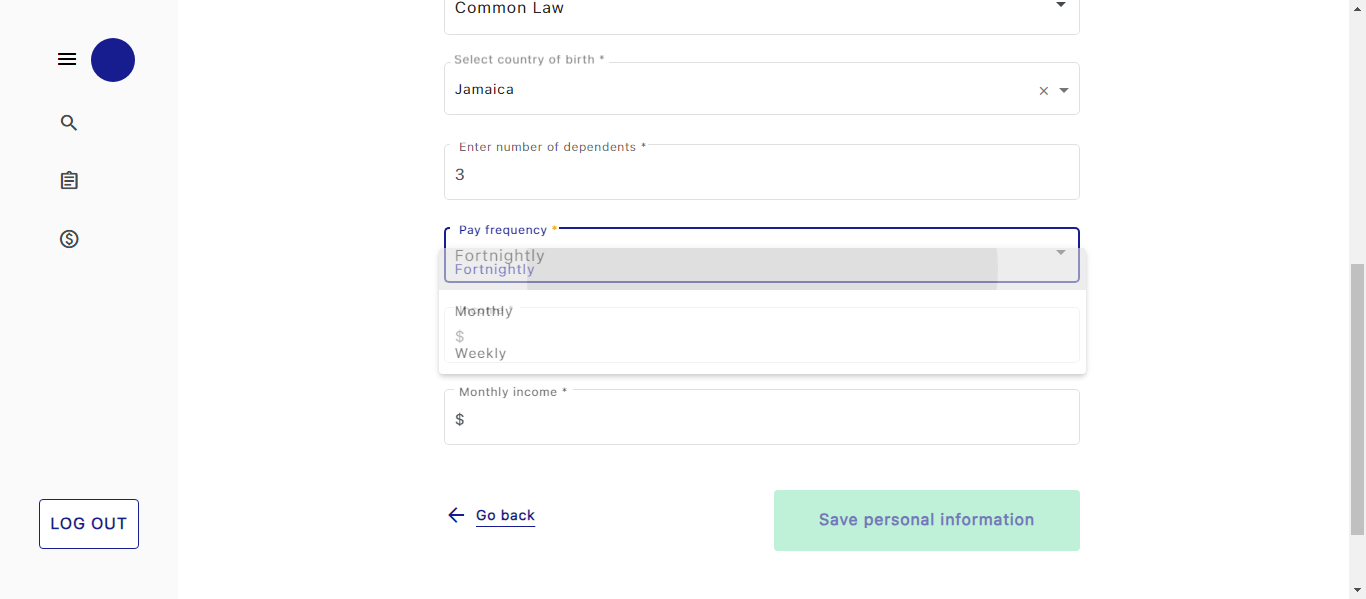 Common Law
Select country of birth *
Jamaica
Enter number of dependents *
3
Pay frequency *
Fortnightly
Fortnightly
Monthly
$
Weekly
Monthly income *
$
Go back
Save personal information
LOG OUT